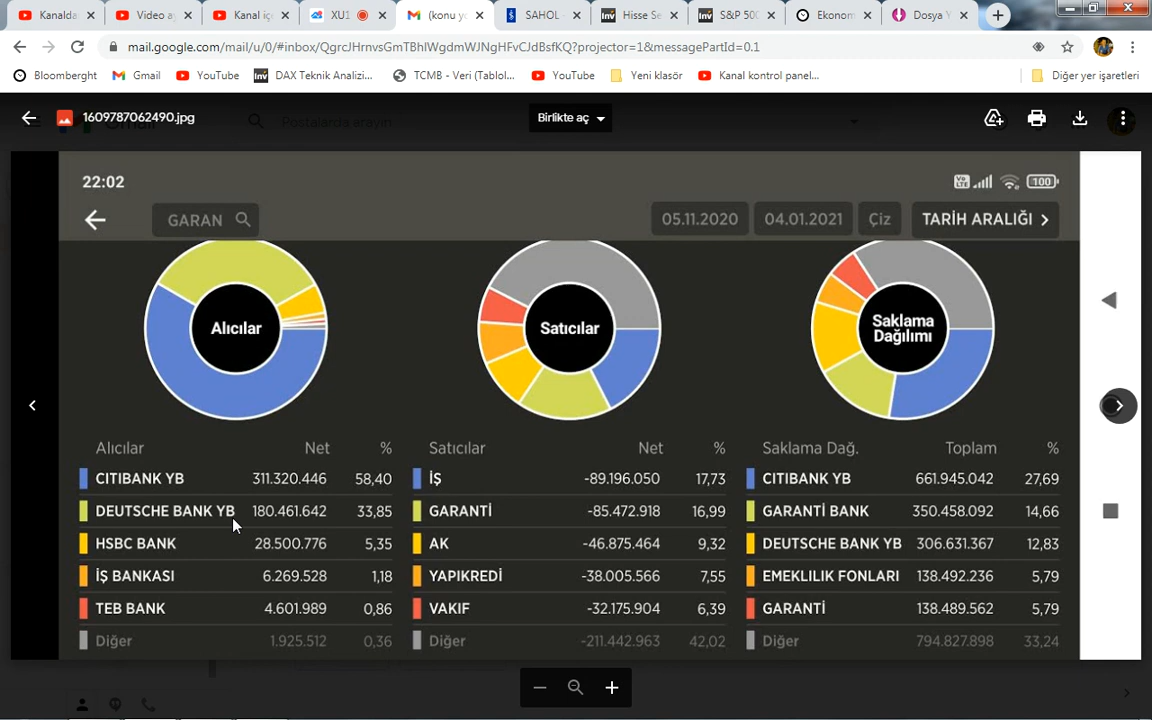 Kanalda
Video ay
Kanal içe
XU1
(konu yo
SAHOL -
Hisse Se
S&P 500
Ekonom
Dosya Y
mail.google.com/mail/u/0/#inbox/QgrcJHrnvsGmTBhlWgdmWJNgHFvCJdBsfKQ?projector=1&messagePartId=0.1
Bloomberght
Gmail
YouTube
DAX Teknik Analizi...
TCMB - Veri (Tablol...
YouTube
Yeni klasör
Kanal kontrol panel...
Diğer yer işaretleri
1609787062490.jpg
Postalarda arayın
Birlikte aç
22:02
100
GARAN
05.11.2020
04.01.2021
Çiz
TARİH ARALIĞI
Alıcılar
Satıcılar
Saklama
Dağılımı
Alıcılar Net %
CITIBANK YB 311.320.446 58,40
DEUTSCHE BANK YB 180.461.642 33,85
HSBC BANK 28.500.776 5,35
İŞ BANKASI 6.269.528 1,18
TEB BANK 4.601.989 0,86
Diğer 1.925.512 0,36
Satıcılar Net %
İŞ -89.196.050 17,73
GARANTİ -85.472.918 16,99
AK -46.875.464 9,32
YAPIKREDİ -38.005.566 7,55
VAKIF -32.175.904 6,39
Diğer -211.442.963 42,02
Saklama Dağ. Toplam %
CITIBANK YB 661.945.042 27,69
GARANTİ BANK 350.458.092 14,66
DEUTSCHE BANK YB 306.631.367 12,83
EMEKLILIK FONLARI 138.492.236 5,79
GARANTİ 138.489.562 5,79
Diğer 794.827.898 33,24